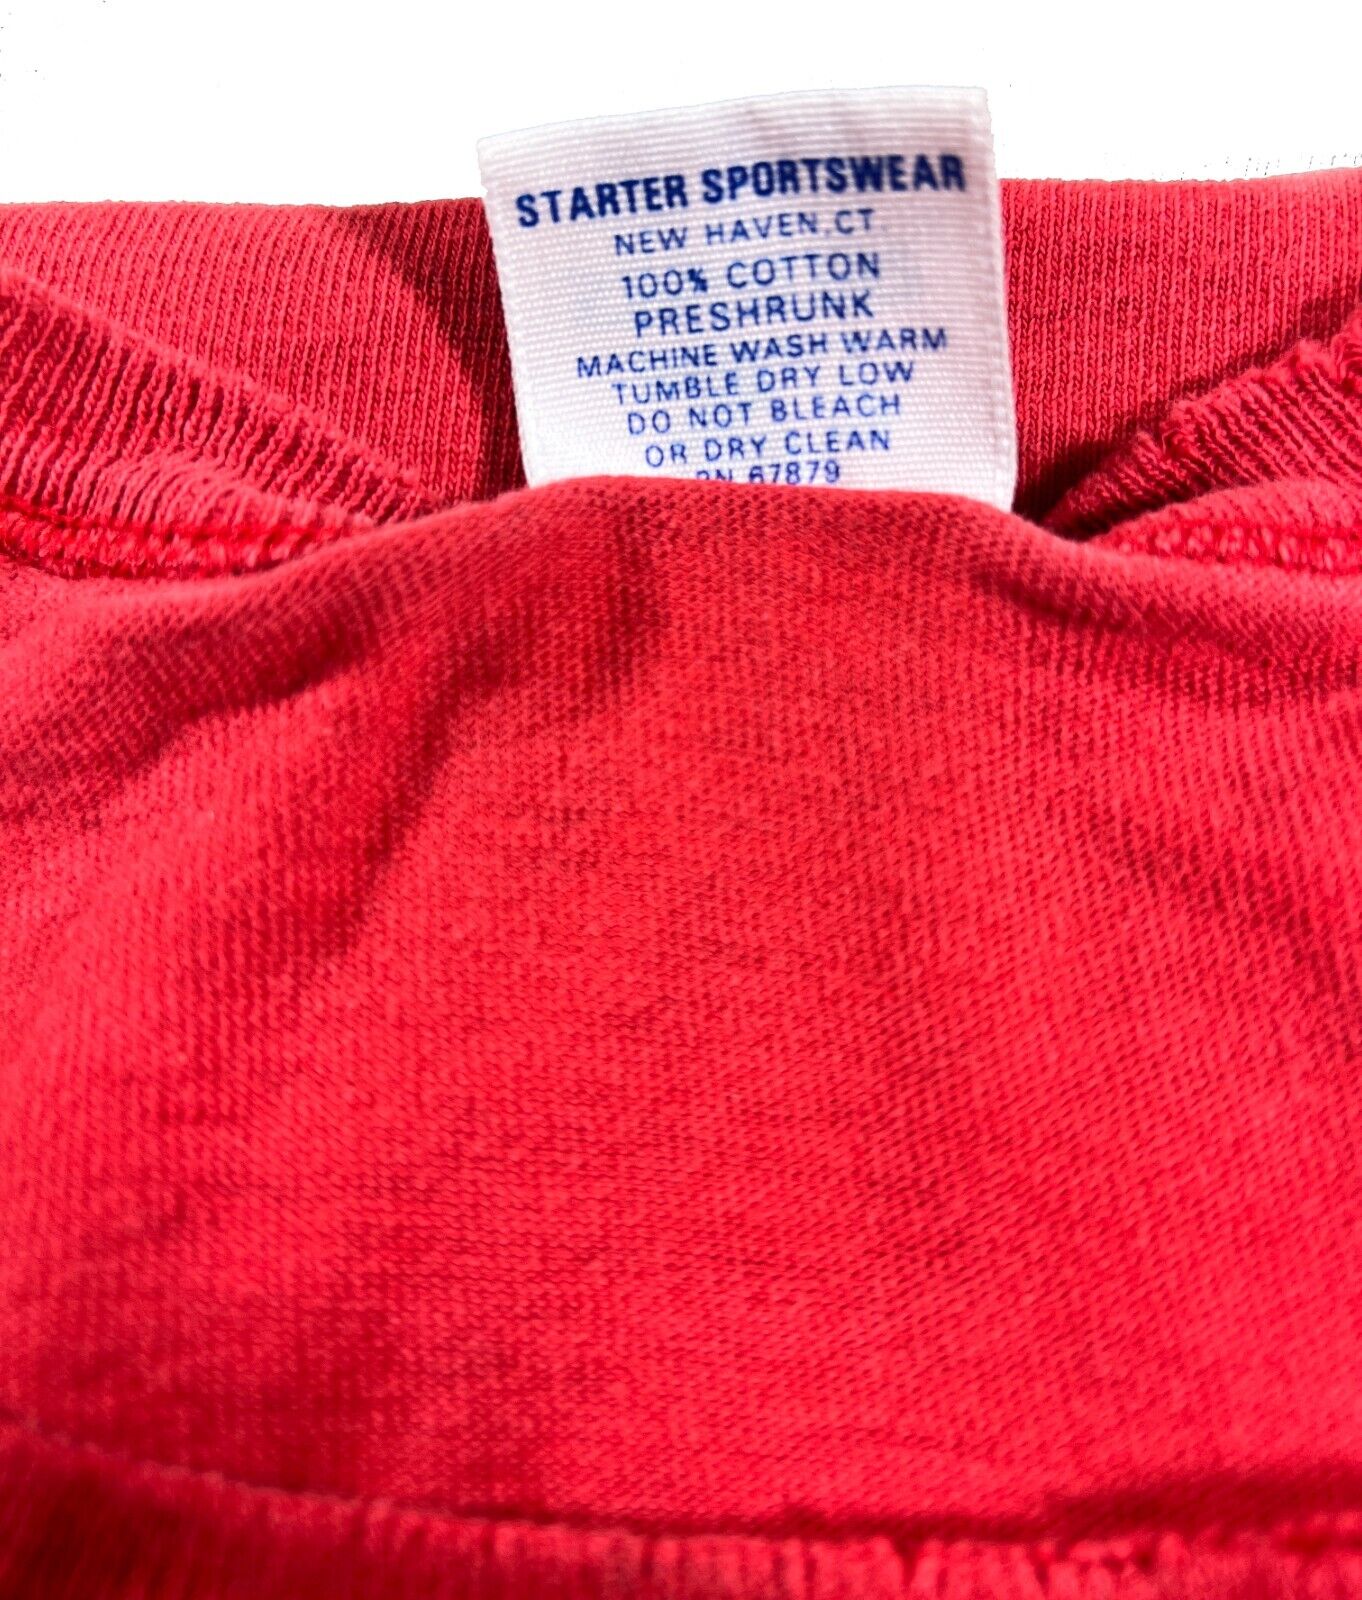 STARTER SPORTSWEAR
NEW HAVEN, CT.
100% COTTON
PRESHRUNK
MACHINE WASH WARM
TUMBLE DRY LOW
DO NOT BLEACH
OR DRY CLEAN
RN 67879